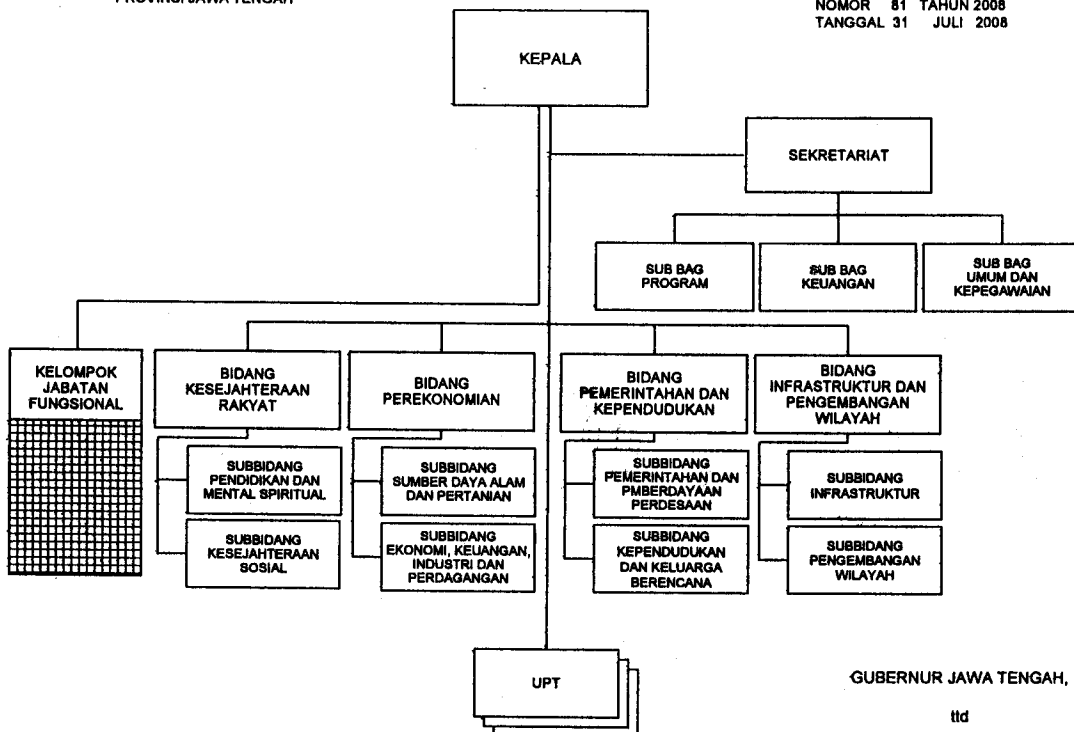 PROVINSI JAWA TENGAH
NOMOR 81 TAHUN 2008
TANGGAL 31 JULI 2008
KEPALA
SEKRETARIAT
SUB BAG
PROGRAM
SUB BAG
KEUANGAN
SUB BAG
UMUM DAN
KEPEGAWAIAN
KELOMPOK
JABATAN
FUNGSIONAL
BIDANG
KESEJAHTERAAN
RAKYAT
BIDANG
PEREKONOMIAN
BIDANG
PEMERINTAHAN DAN
KEPENDUDUKAN
BIDANG
INFRASTRUKTUR DAN
PENGEMBANGAN
WILAYAH
SUBBIDANG
PENDIDIKAN DAN
MENTAL SPIRITUAL
SUBBIDANG
SUMBER DAYA ALAM
DAN PERTANIAN
SUBBIDANG
PEMERINTAHAN DAN
PMBERDAYAAN
PERDESAAN
SUBBIDANG
INFRASTRUKTUR
SUBBIDANG
KESEJAHTERAAN
SOSIAL
SUBBIDANG
EKONOMI, KEUANGAN,
INDUSTRI DAN
PERDAGANGAN
SUBBIDANG
KEPENDUDUKAN
DAN KELUARGA
BERENCANA
SUBBIDANG
PENGEMBANGAN
WILAYAH
UPT
GUBERNUR JAWA TENGAH,
ttd